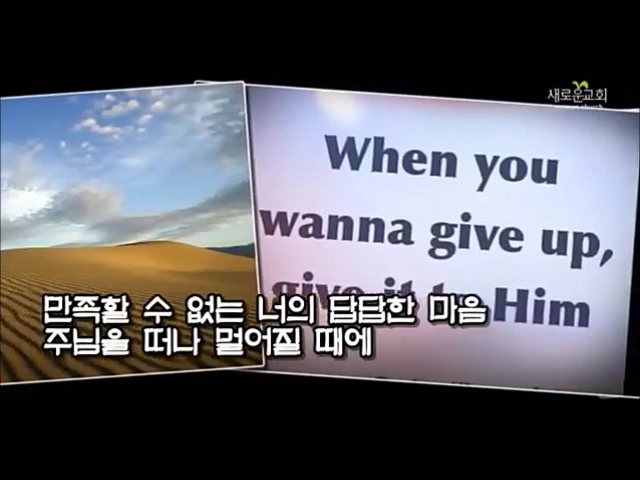 새로운교회
When you
wanna give up,
give it to Him
만족할 수 없는 너의 답답한 마음
주님을 떠나 멀어질 때에